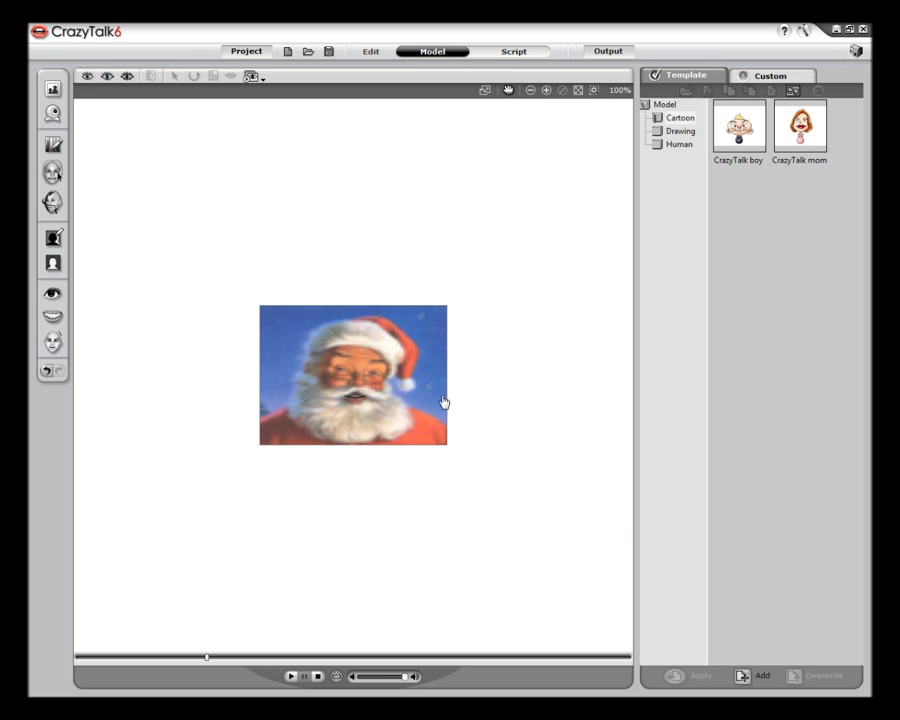 CrazyTalk6
Project
Edit
Model
Script
Output
Template
Custom
100%
Model
Cartoon
Drawing
Human
CrazyTalk boy
CrazyTalk mom
Apply
Add
Overwrite